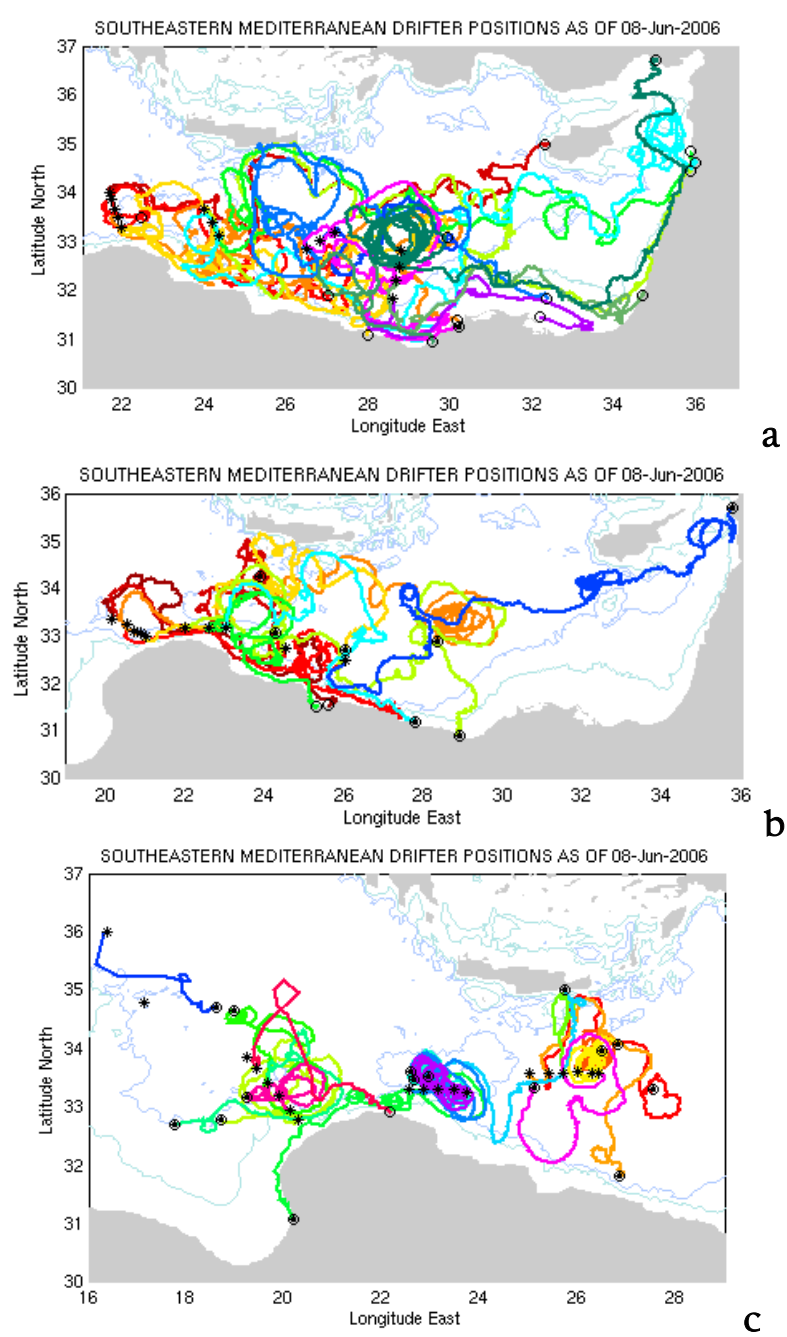 SOUTHEASTERN MEDITERRANEAN DRIFTER POSITIONS AS OF 08-Jun-2006
37
36
35
34
33
32
31
30
Latitude North
22 24 26 28 30 32 34 36
Longitude East
a
SOUTHEASTERN MEDITERRANEAN DRIFTER POSITIONS AS OF 08-Jun-2006
36
35
34
33
32
31
30
Latitude North
20 22 24 26 28 30 32 34 36
Longitude East
b
SOUTHEASTERN MEDITERRANEAN DRIFTER POSITIONS AS OF 08-Jun-2006
37
36
35
34
33
32
31
30
Latitude North
16 18 20 22 24 26 28
Longitude East
c